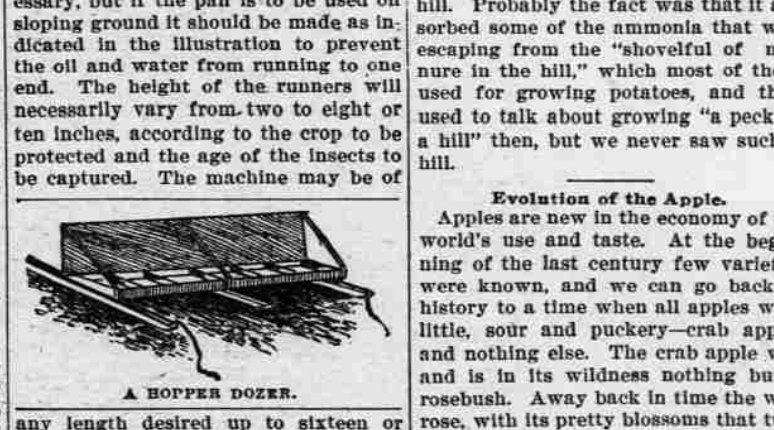 essary, but if the pan is to be used on
sloping ground it should be made as in-
dicated in the illustration to prevent
the oil and water from running to one
end. The height of the runners will
necessarily vary from two to eight or
ten inches, according to the crop to be
protected and the age of the insects to
be captured. The machine may be of
A HOPPER DOZER.
any length desired up to sixteen or
hill. Probably the fact was that it
sorbed some of the ammonia that
escaping from the "shovelful of
nure in the hill," which most of
used for growing potatoes, and
used to talk about growing "a peck
a hill" then, but we never saw such
hill.
Evolution of the Apple.
Apples are new in the economy of
world's use and taste. At the
ning of the last century few
were known, and we can go back
history to a time when all apples
little, sour and puckery—crab
and nothing else. The crab apple
and is in its wildness nothing
rosebush. Away back in time the
rose, with its pretty blossoms that